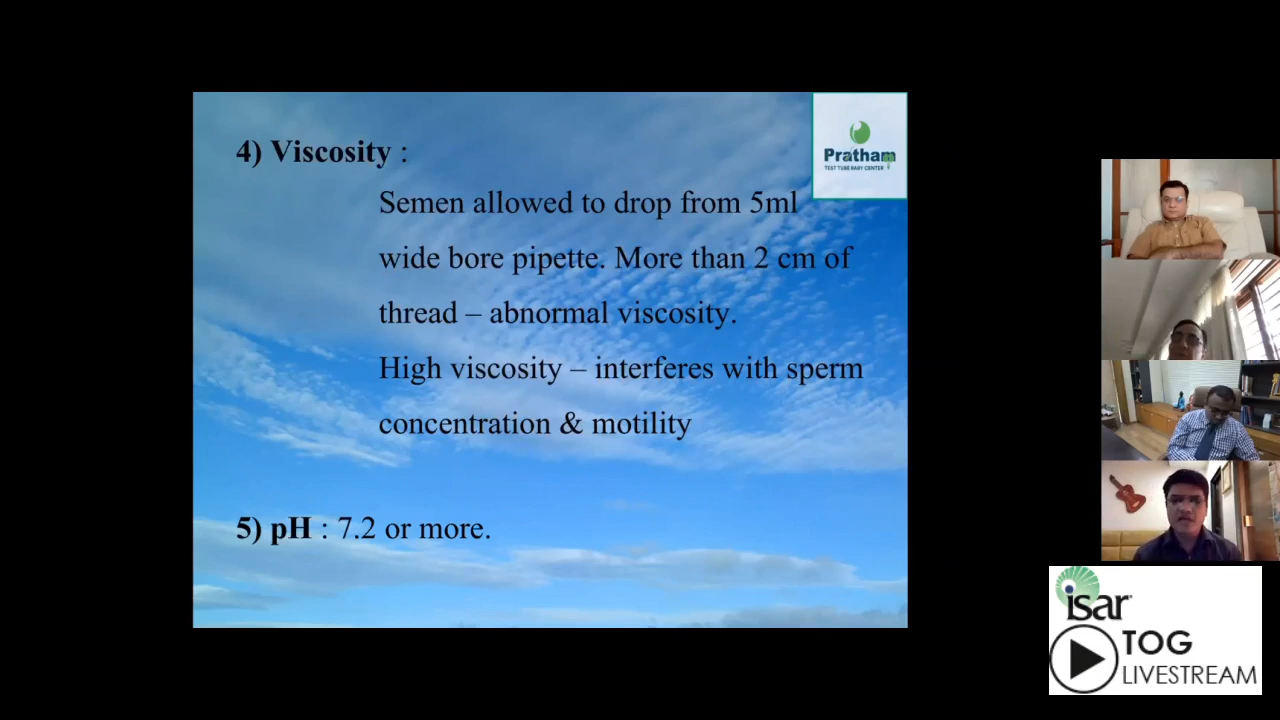 4) Viscosity :
Pratham
TEST TUBE BABY CENTER
Semen allowed to drop from 5ml
wide bore pipette. More than 2 cm of
thread – abnormal viscosity.
High viscosity – interferes with sperm
concentration & motility
5) pH : 7.2 or more.
isar
TOG
LIVESTREAM